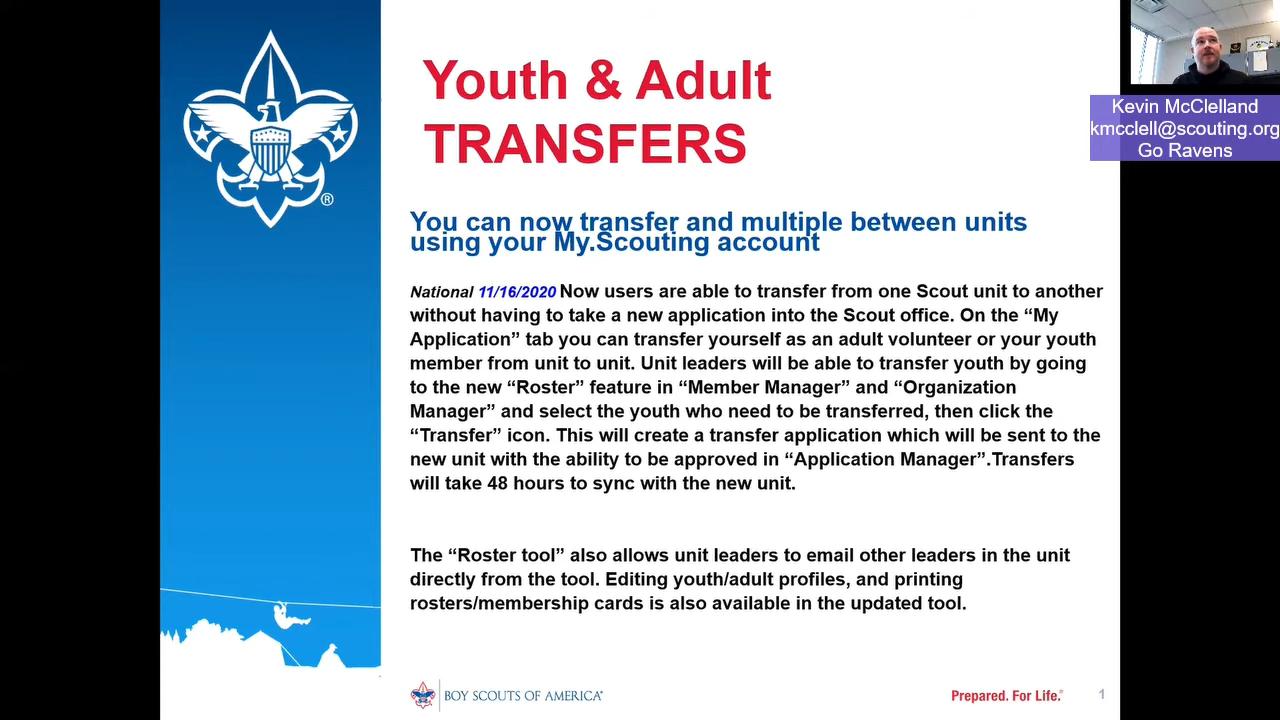 Youth & Adult
TRANSFERS
Kevin McClelland
kmcclell@scouting.org
Go Ravens
You can now transfer and multiple between units
using your My.Scouting account
National 11/16/2020 Now users are able to transfer from one Scout unit to another
without having to take a new application into the Scout office. On the “My
Application” tab you can transfer yourself as an adult volunteer or your youth
member from unit to unit. Unit leaders will be able to transfer youth by going
to the new “Roster” feature in “Member Manager” and “Organization
Manager” and select the youth who need to be transferred, then click the
“Transfer” icon. This will create a transfer application which will be sent to the
new unit with the ability to be approved in “Application Manager”.Transfers
will take 48 hours to sync with the new unit.
The “Roster tool” also allows unit leaders to email other leaders in the unit
directly from the tool. Editing youth/adult profiles, and printing
rosters/membership cards is also available in the updated tool.
®
BOY SCOUTS OF AMERICA®
Prepared. For Life.®
1